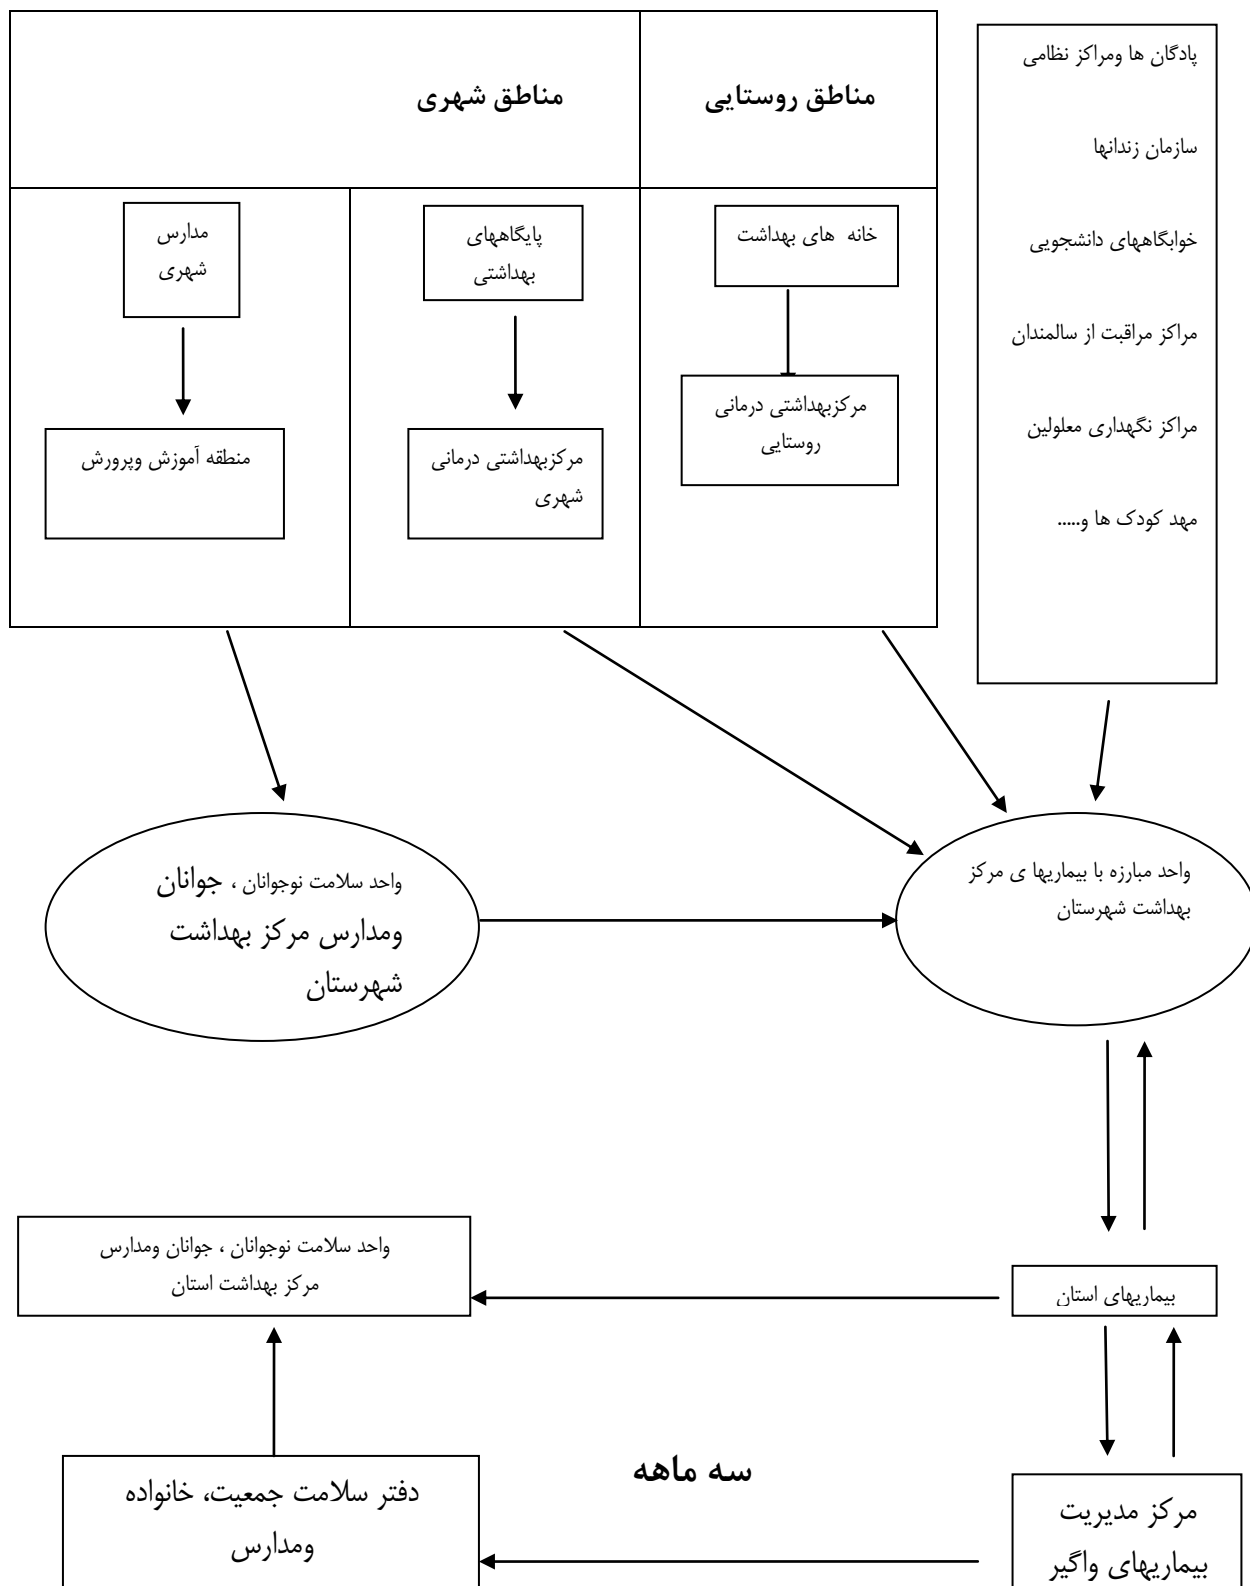 پادگان ها ومراکز نظامی
سازمان زندانها
خوابگاههای دانشجویی
مراکز مراقبت از سالمندان
مراکز نگهداری معلولین
مهد کودک ها و.....
مناطق روستایی
مناطق شهری
خانه های بهداشت
مرکزبهداشتی درمانی
روستایی
پایگاههای
بهداشتی
مرکزبهداشتی درمانی
شهری
مدارس
شهری
منطقه آموزش وپرورش
واحد مبارزه با بیماریها ی مرکز
بهداشت شهرستان
واحد سلامت نوجوانان ، جوانان
ومدارس مرکز بهداشت
شهرستان
بیماریهای استان
واحد سلامت نوجوانان ، جوانان ومدارس
مرکز بهداشت استان
سه ماهه
مرکز مدیریت
بیماریهای واگیر
دفتر سلامت جمعیت، خانواده
ومدارس